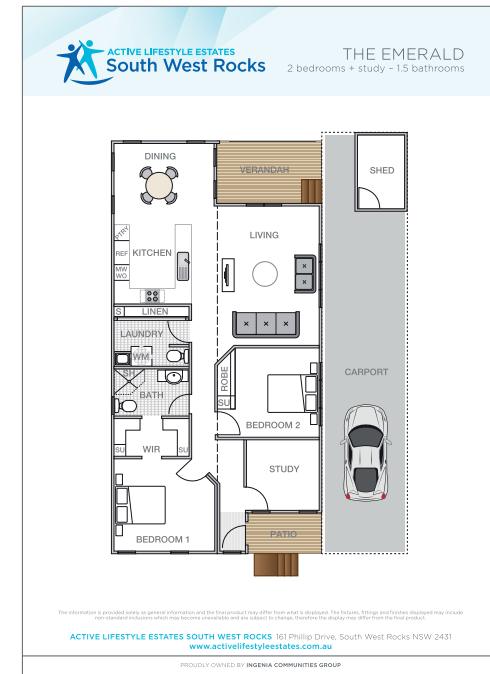 ACTIVE LIFESTYLE ESTATES
South West Rocks
THE EMERALD
2 bedrooms + study – 1.5 bathrooms
DINING
VERANDAH
SHED
PTRY
KITCHEN
REF
MW
WO
LIVING
S
LINEN
LAUNDRY
WM
SH
BATH
ROBE
SU
CARPORT
BEDROOM 2
SU
WIR
SU
STUDY
BEDROOM 1
PATIO
The information is provided solely as general information and the final product may differ from what is displayed. The fixtures, fittings and finishes displayed may include
non-standard inclusions which may become unavailable and are subject to change, therefore the display may differ from the final product.
ACTIVE LIFESTYLE ESTATES SOUTH WEST ROCKS 161 Phillip Drive, South West Rocks NSW 2431
www.activelifestyleestates.com.au
PROUDLY OWNED BY INGENIA COMMUNITIES GROUP